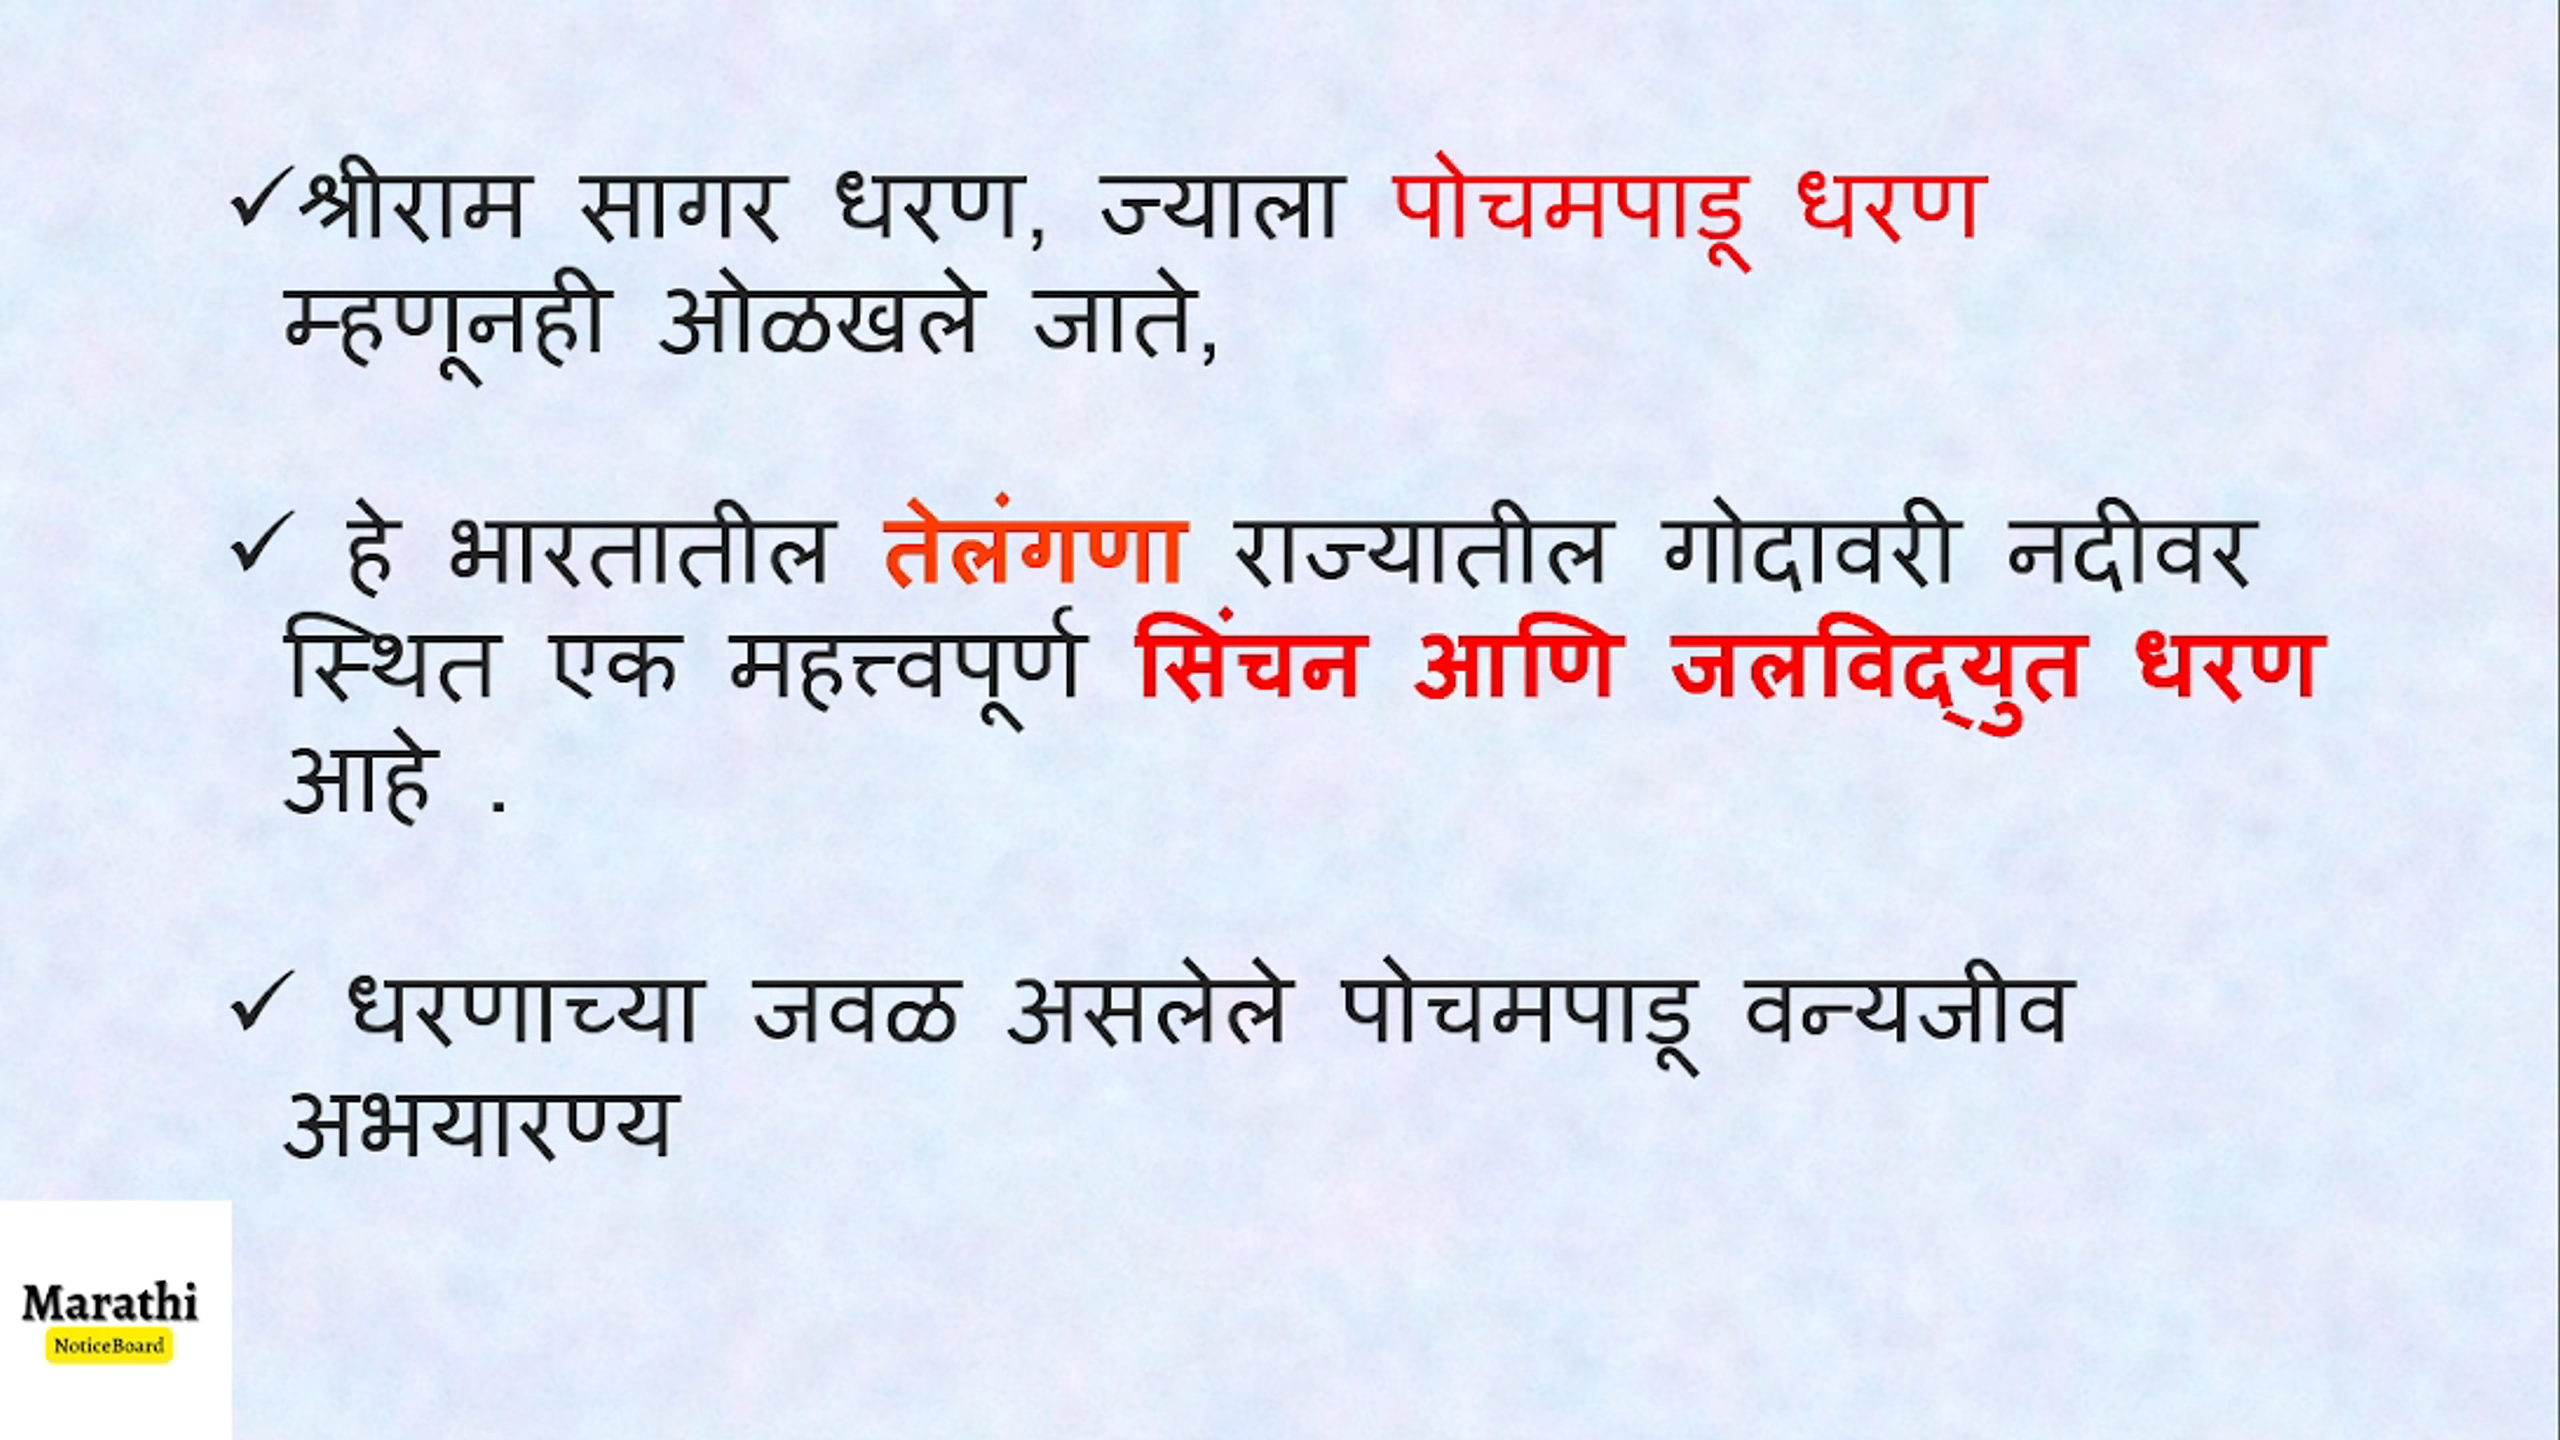 ✓श्रीराम सागर धरण, ज्याला पोचमपाडू धरण
म्हणूनही ओळखले जाते,
✓ हे भारतातील तेलंगणा राज्यातील गोदावरी नदीवर
स्थित एक महत्त्वपूर्ण सिंचन आणि जलविद्‌युत धरण
आहे .
✓ धरणाच्या जवळ असलेले पोचमपाडू वन्यजीव
अभयारण्य
Marathi
NoticeBoard